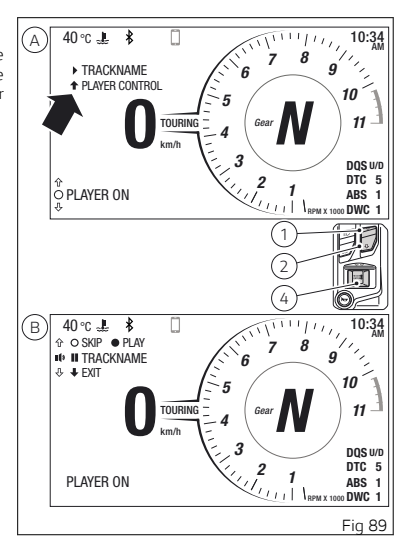 e
e
r
A
40 °C
10:34
AM
TRACKNAME
PLAYER CONTROL
0
TOURING
km/h
Gear
N
1
2
3
4
5
6
7
8
9
10
11
RPM X 1000
PLAYER ON
DQS U/D
DTC 5
ABS 1
DWC 1
1
2
4
B
40 °C
10:34
AM
SKIP
PLAY
TRACKNAME
EXIT
0
TOURING
km/h
Gear
N
1
2
3
4
5
6
7
8
9
10
11
RPM X 1000
PLAYER ON
DQS U/D
DTC 5
ABS 1
DWC 1
Fig 89